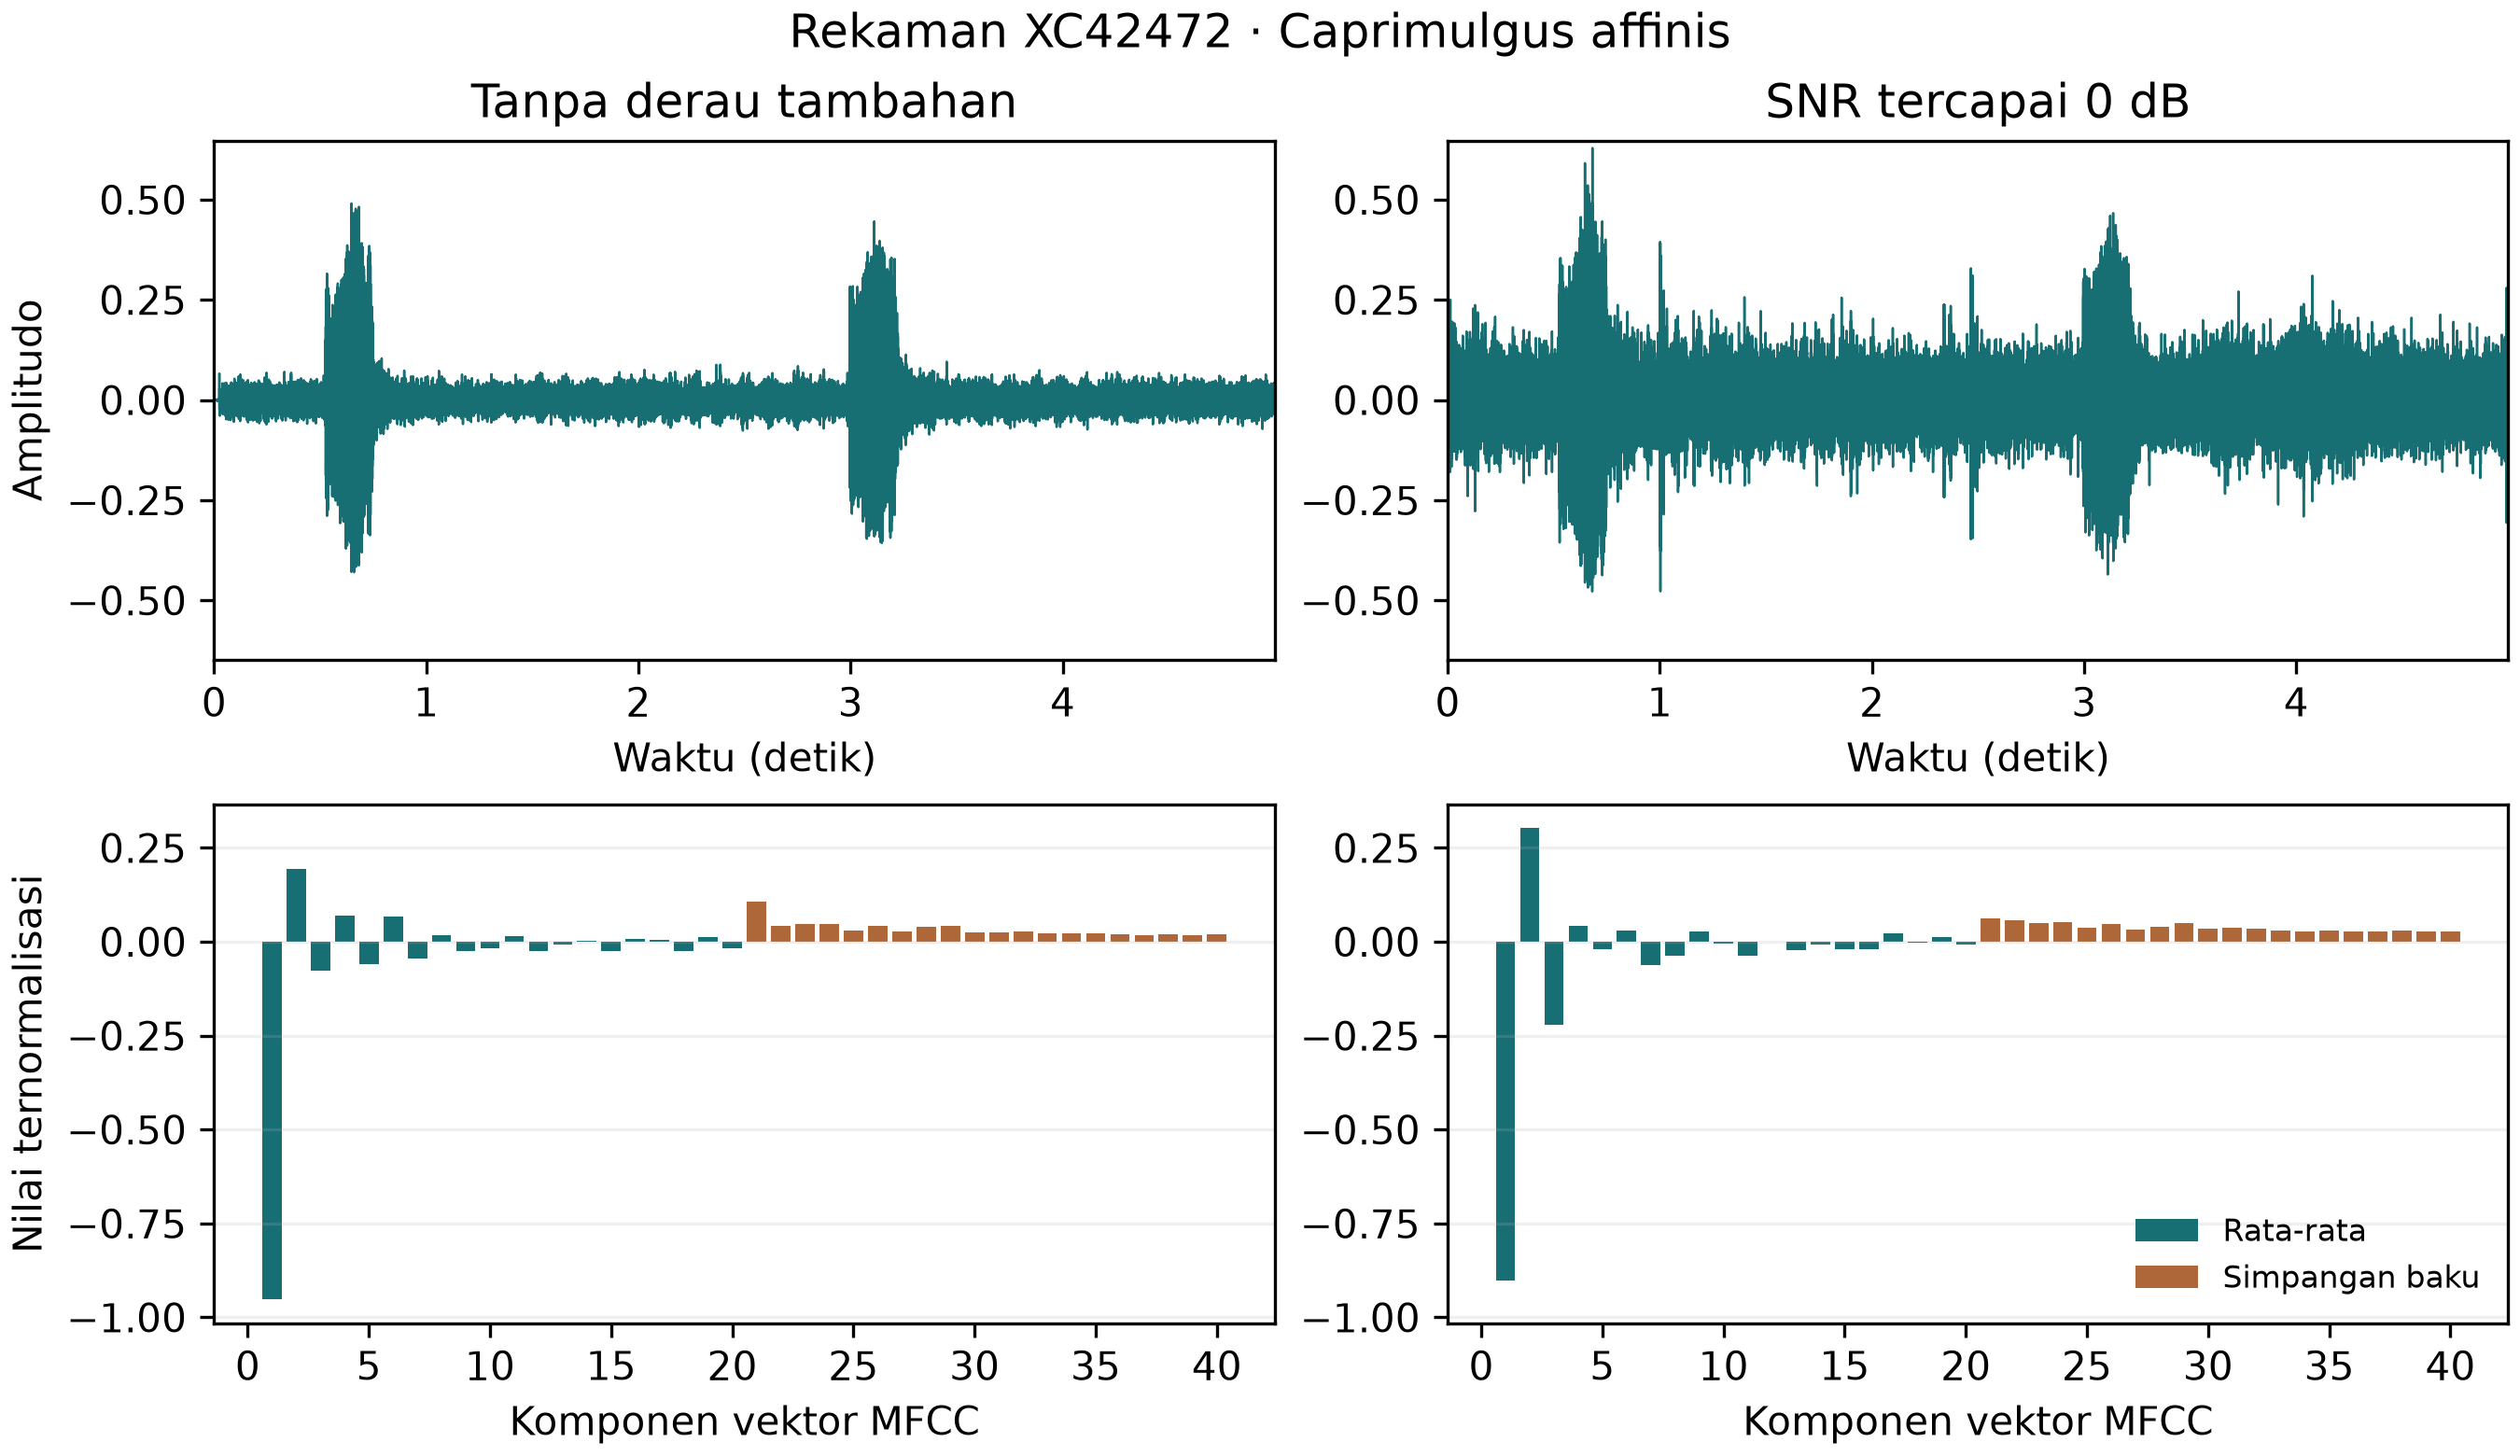 Rekaman XC42472 · Caprimulgus affinis
Tanpa derau tambahan
Amplitudo
0.50
0.25
0.00
−0.25
−0.50
0 1 2 3 4
Waktu (detik)
SNR tercapai 0 dB
0.50
0.25
0.00
−0.25
−0.50
0 1 2 3 4
Waktu (detik)
Nilai ternormalisasi
0.25
0.00
−0.25
−0.50
−0.75
−1.00
0 5 10 15 20 25 30 35 40
Komponen vektor MFCC
0.25
0.00
−0.25
−0.50
−0.75
−1.00
Rata-rata
Simpangan baku
0 5 10 15 20 25 30 35 40
Komponen vektor MFCC